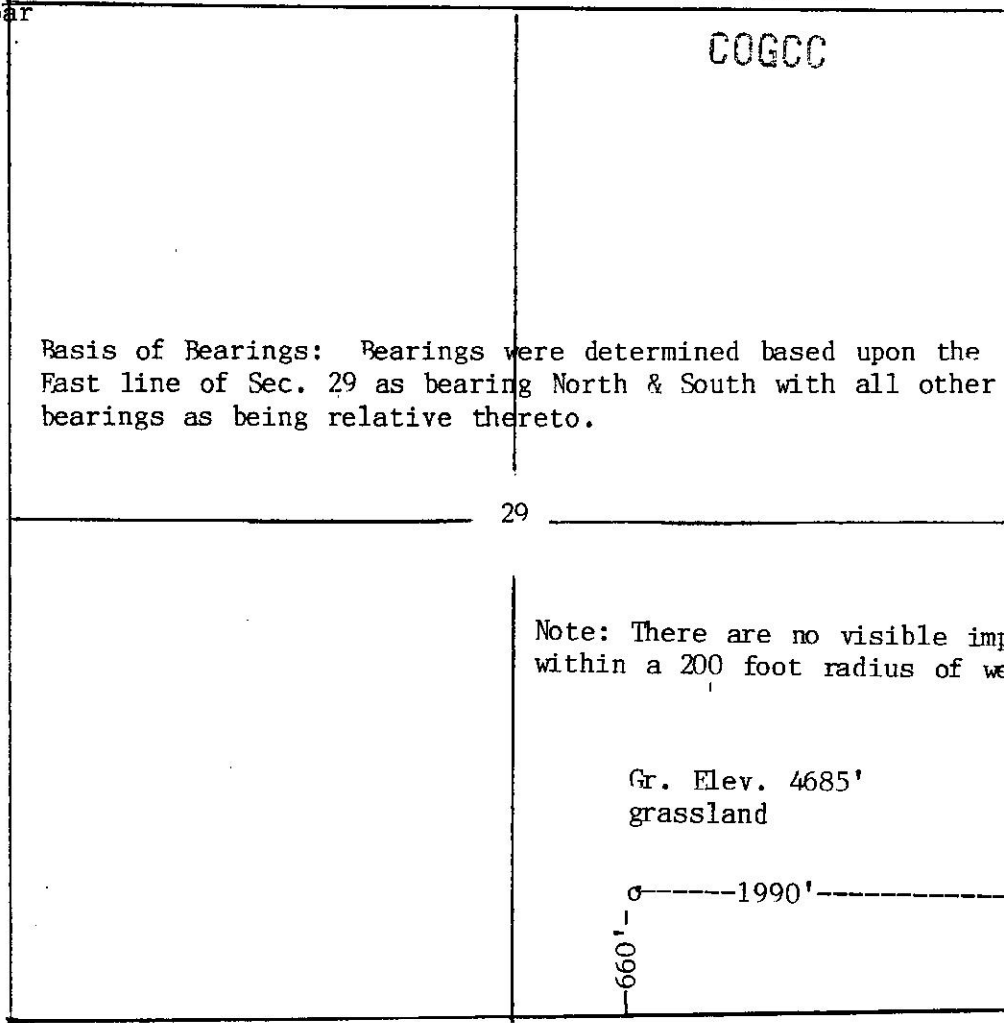 COGCC
Basis of Bearings: Bearings were determined based upon the
East line of Sec. 29 as bearing North & South with all other
bearings as being relative thereto.
29
Note: There are no visible imp
within a 200 foot radius of we
Gr. Elev. 4685'
grassland
1990'
660'